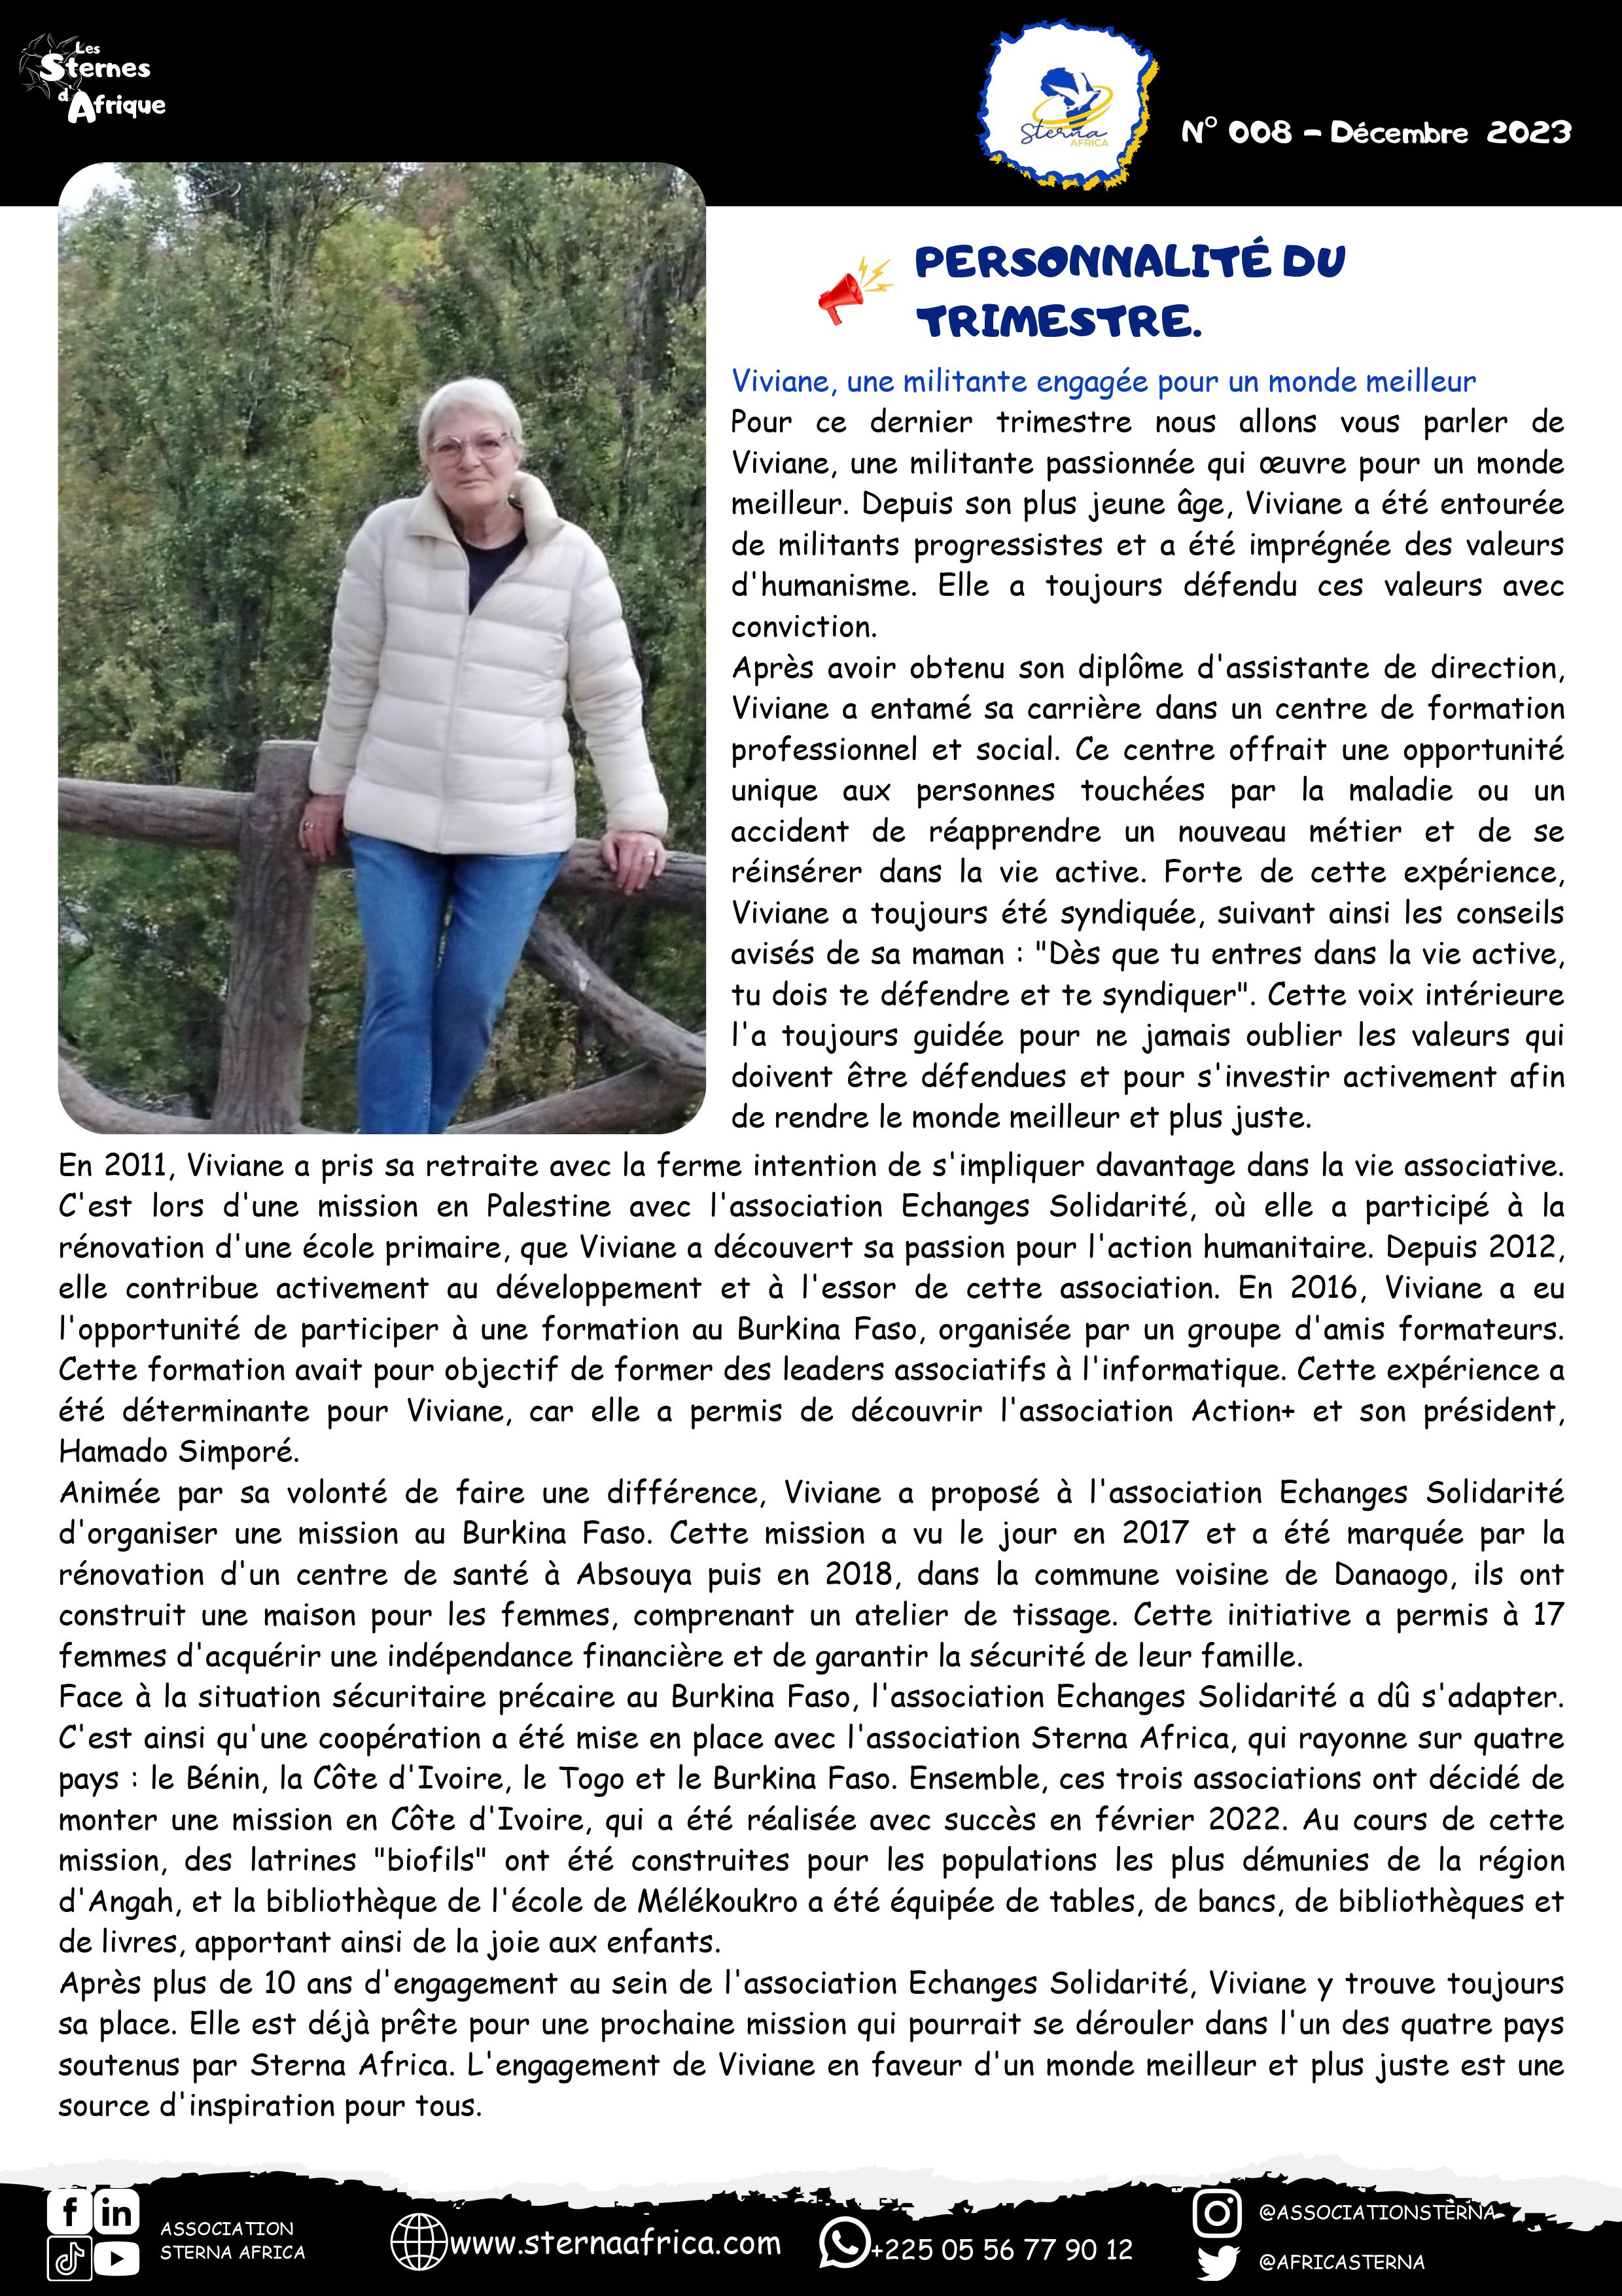 Les
Sternes
d'Afrique
Sterna
AFRICA
N° 008 - Décembre 2023
PERSONNALITÉ DU
TRIMESTRE.
Viviane, une militante engagée pour un monde meilleur
Pour ce dernier trimestre nous allons vous parler de
Viviane, une militante passionnée qui œuvre pour un monde
meilleur. Depuis son plus jeune âge, Viviane a été entourée
de militants progressistes et a été imprégnée des valeurs
d'humanisme. Elle a toujours défendu ces valeurs avec
conviction.
Après avoir obtenu son diplôme d'assistante de direction,
Viviane a entamé sa carrière dans un centre de formation
professionnel et social. Ce centre offrait une opportunité
unique aux personnes touchées par la maladie ou un
accident de réapprendre un nouveau métier et de se
réinsérer dans la vie active. Forte de cette expérience,
Viviane a toujours été syndiquée, suivant ainsi les conseils
avisés de sa maman : "Dès que tu entres dans la vie active,
tu dois te défendre et te syndiquer". Cette voix intérieure
l'a toujours guidée pour ne jamais oublier les valeurs qui
doivent être défendues et pour s'investir activement afin
de rendre le monde meilleur et plus juste.
En 2011, Viviane a pris sa retraite avec la ferme intention de s'impliquer davantage dans la vie associative.
C'est lors d'une mission en Palestine avec l'association Echanges Solidarité, où elle a participé à la
rénovation d'une école primaire, que Viviane a découvert sa passion pour l'action humanitaire. Depuis 2012,
elle contribue activement au développement et à l'essor de cette association. En 2016, Viviane a eu
l'opportunité de participer à une formation au Burkina Faso, organisée par un groupe d'amis formateurs.
Cette formation avait pour objectif de former des leaders associatifs à l'informatique. Cette expérience a
été déterminante pour Viviane, car elle a permis de découvrir l'association Action+ et son président,
Hamado Simporé.
Animée par sa volonté de faire une différence, Viviane a proposé à l'association Echanges Solidarité
d'organiser une mission au Burkina Faso. Cette mission a vu le jour en 2017 et a été marquée par la
rénovation d'un centre de santé à Absouya puis en 2018, dans la commune voisine de Danaogo, ils ont
construit une maison pour les femmes, comprenant un atelier de tissage. Cette initiative a permis à 17
femmes d'acquérir une indépendance financière et de garantir la sécurité de leur famille.
Face à la situation sécuritaire précaire au Burkina Faso, l'association Echanges Solidarité a dû s'adapter.
C'est ainsi qu'une coopération a été mise en place avec l'association Sterna Africa, qui rayonne sur quatre
pays : le Bénin, la Côte d'Ivoire, le Togo et le Burkina Faso. Ensemble, ces trois associations ont décidé de
monter une mission en Côte d'Ivoire, qui a été réalisée avec succès en février 2022. Au cours de cette
mission, des latrines "biofils" ont été construites pour les populations les plus démunies de la région
d'Angah, et la bibliothèque de l'école de Mélékoukro a été équipée de tables, de bancs, de bibliothèques et
de livres, apportant ainsi de la joie aux enfants.
Après plus de 10 ans d'engagement au sein de l'association Echanges Solidarité, Viviane y trouve toujours
sa place. Elle est déjà prête pour une prochaine mission qui pourrait se dérouler dans l'un des quatre pays
soutenus par Sterna Africa. L'engagement de Viviane en faveur d'un monde meilleur et plus juste est une
source d'inspiration pour tous.
ASSOCIATION
STERNA AFRICA
www.sternaafrica.com
+225 05 56 77 90 12
@ASSOCIATIONSTERNA
@AFRICASTERNA